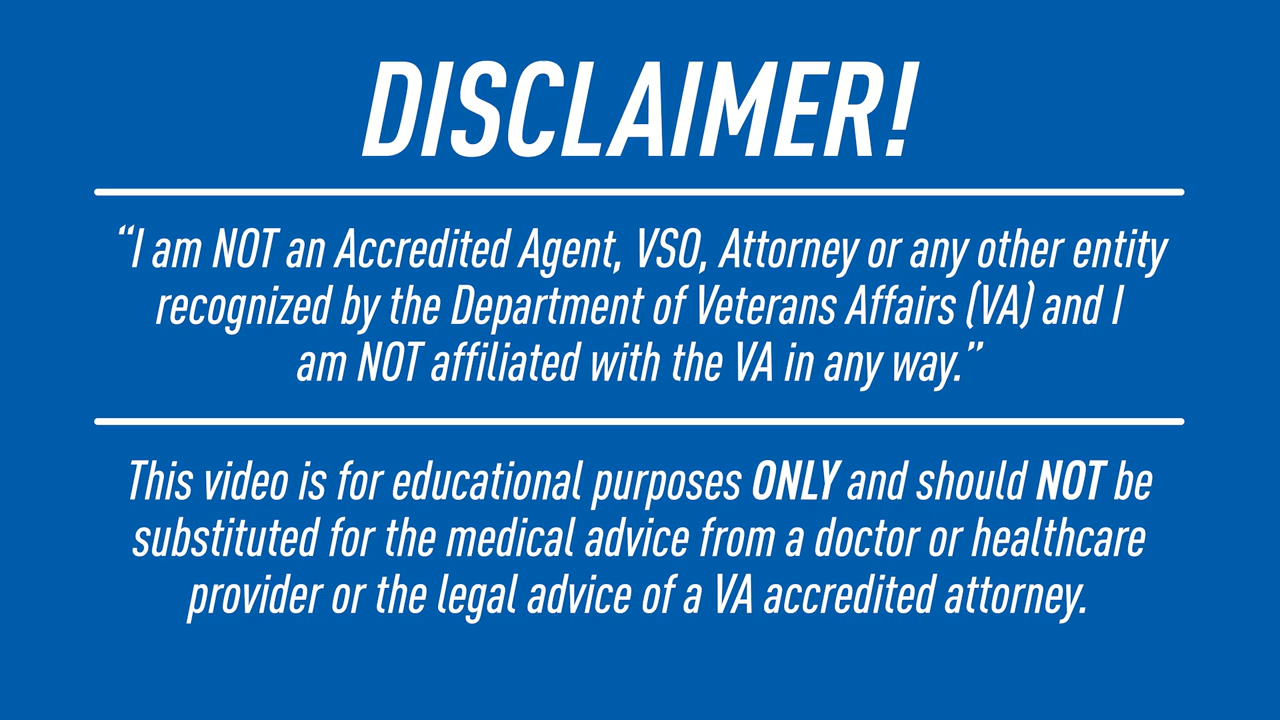 DISCLAIMER!
“I am NOT an Accredited Agent, VSO, Attorney or any other entity
recognized by the Department of Veterans Affairs (VA) and I
am NOT affiliated with the VA in any way.”
This video is for educational purposes ONLY and should NOT be
substituted for the medical advice from a doctor or healthcare
provider or the legal advice of a VA accredited attorney.